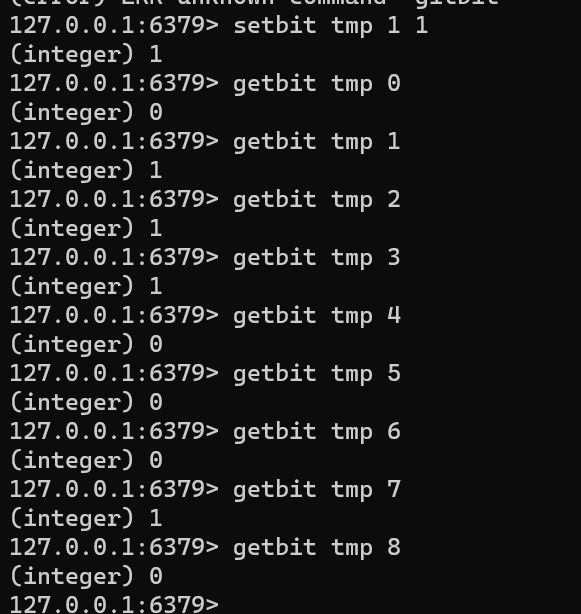 (error) ERR unknown command 'gitbit'
127.0.0.1:6379> setbit tmp 1 1
(integer) 1
127.0.0.1:6379> getbit tmp 0
(integer) 0
127.0.0.1:6379> getbit tmp 1
(integer) 1
127.0.0.1:6379> getbit tmp 2
(integer) 1
127.0.0.1:6379> getbit tmp 3
(integer) 1
127.0.0.1:6379> getbit tmp 4
(integer) 0
127.0.0.1:6379> getbit tmp 5
(integer) 0
127.0.0.1:6379> getbit tmp 6
(integer) 0
127.0.0.1:6379> getbit tmp 7
(integer) 1
127.0.0.1:6379> getbit tmp 8
(integer) 0
127.0.0.1:6379>